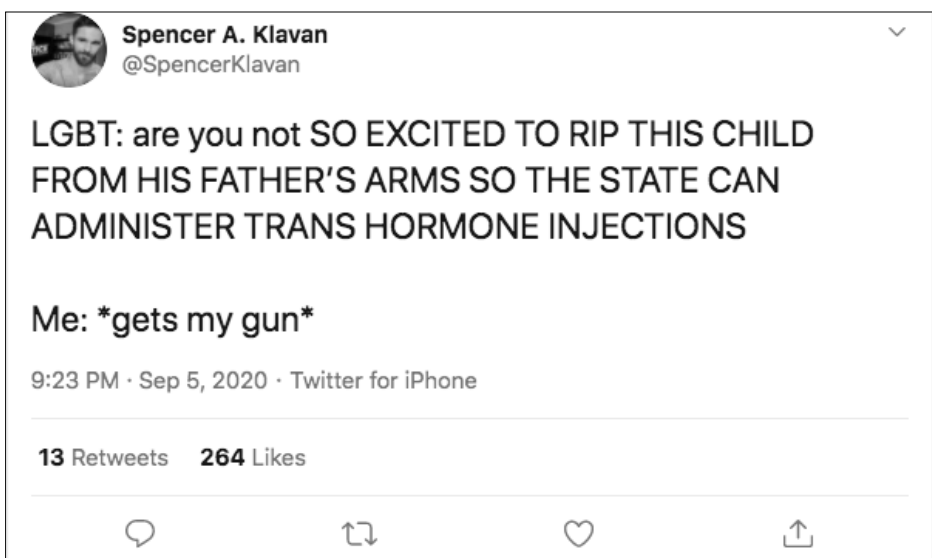 Spencer A. Klavan
@SpencerKlavan
LGBT: are you not SO EXCITED TO RIP THIS CHILD
FROM HIS FATHER'S ARMS SO THE STATE CAN
ADMINISTER TRANS HORMONE INJECTIONS
Me: *gets my gun*
9:23 PM · Sep 5, 2020 · Twitter for iPhone
13 Retweets 264 Likes